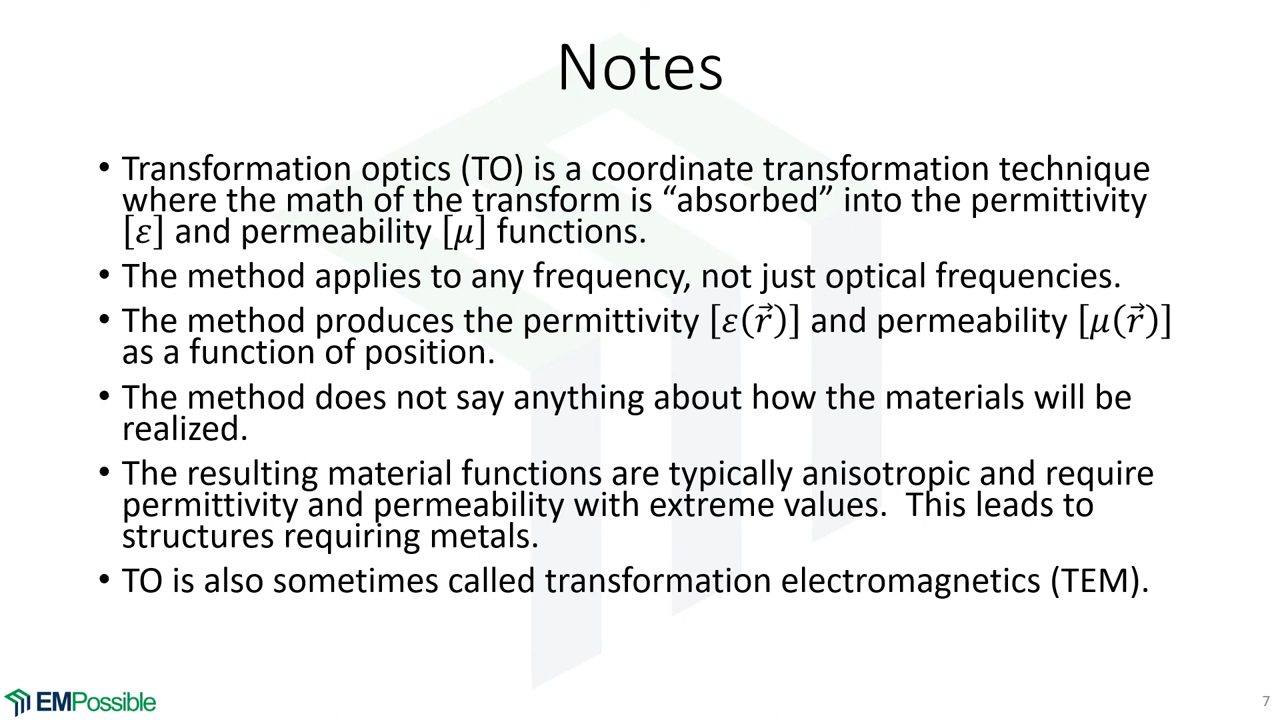 Notes
• Transformation optics (TO) is a coordinate transformation technique
where the math of the transform is “absorbed” into the permittivity
[ε] and permeability [μ] functions.
• The method applies to any frequency, not just optical frequencies.
• The method produces the permittivity [ε(r⃗)] and permeability [μ(r⃗)]
as a function of position.
• The method does not say anything about how the materials will be
realized.
• The resulting material functions are typically anisotropic and require
permittivity and permeability with extreme values.  This leads to
structures requiring metals.
• TO is also sometimes called transformation electromagnetics (TEM).
EMPossible
7